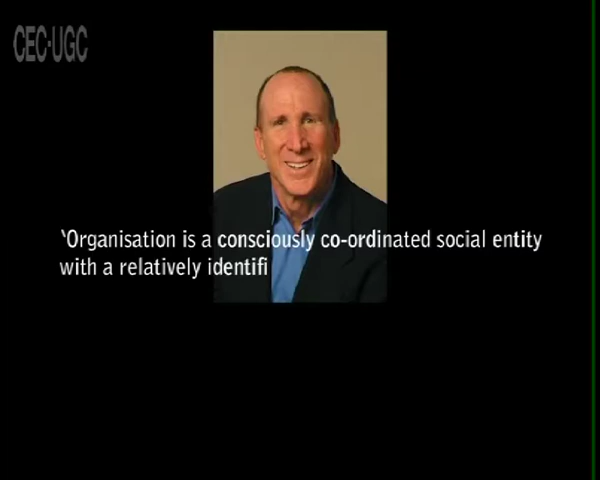 CEC-UGC
‘Organisation is a consciously co-ordinated social entity
with a relatively identifi